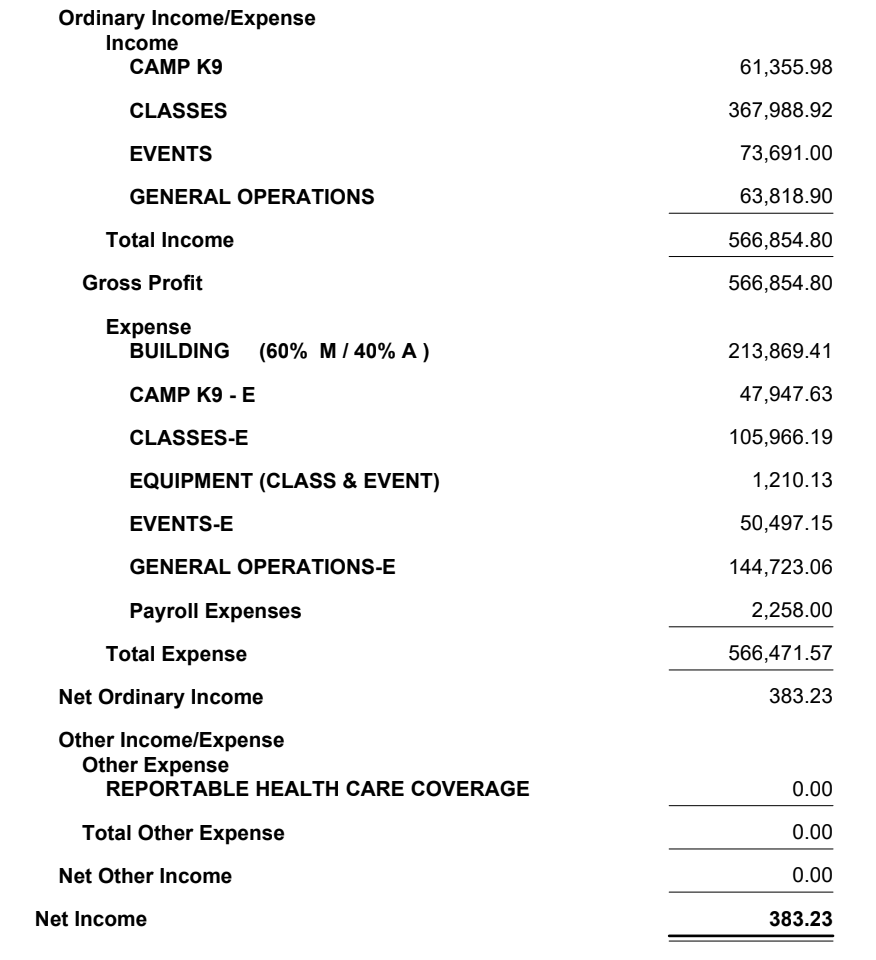 Ordinary Income/Expense
Income
CAMP K9 61,355.98
CLASSES 367,988.92
EVENTS 73,691.00
GENERAL OPERATIONS 63,818.90
Total Income 566,854.80
Gross Profit 566,854.80
Expense
BUILDING (60% M / 40% A ) 213,869.41
CAMP K9 - E 47,947.63
CLASSES-E 105,966.19
EQUIPMENT (CLASS & EVENT) 1,210.13
EVENTS-E 50,497.15
GENERAL OPERATIONS-E 144,723.06
Payroll Expenses 2,258.00
Total Expense 566,471.57
Net Ordinary Income 383.23
Other Income/Expense
Other Expense
REPORTABLE HEALTH CARE COVERAGE 0.00
Total Other Expense 0.00
Net Other Income 0.00
Net Income 383.23